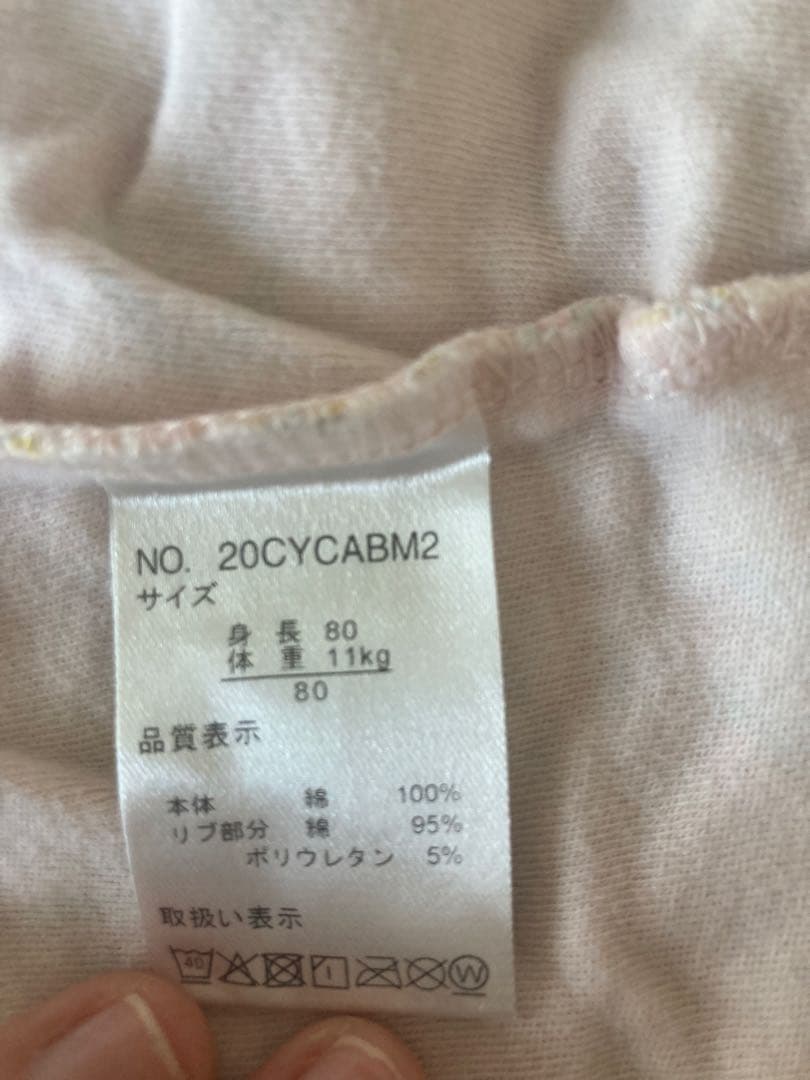 NO. 20CYCABM2
サイズ
身長 80
体重 11kg
80
品質表示
本体 綿 100%
リブ部分 綿 95%
ポリウレタン 5%
取扱い表示
40 W